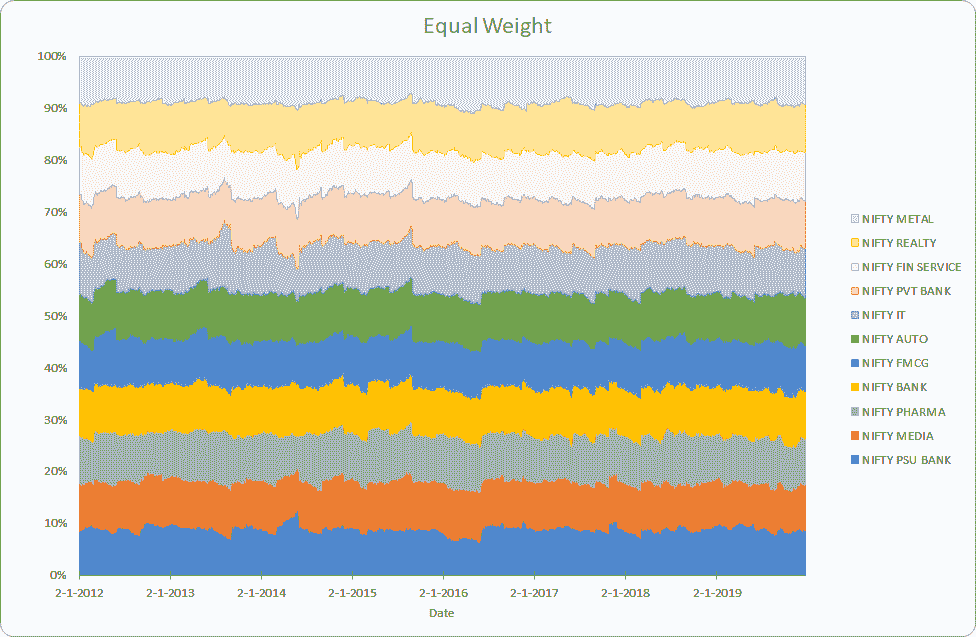 Equal Weight
100%
90%
80%
70%
60%
50%
40%
30%
20%
10%
0%
2-1-2012 2-1-2013 2-1-2014 2-1-2015 2-1-2016 2-1-2017 2-1-2018 2-1-2019
Date
NIFTY METAL
NIFTY REALTY
NIFTY FIN SERVICE
NIFTY PVT BANK
NIFTY IT
NIFTY AUTO
NIFTY FMCG
NIFTY BANK
NIFTY PHARMA
NIFTY MEDIA
NIFTY PSU BANK